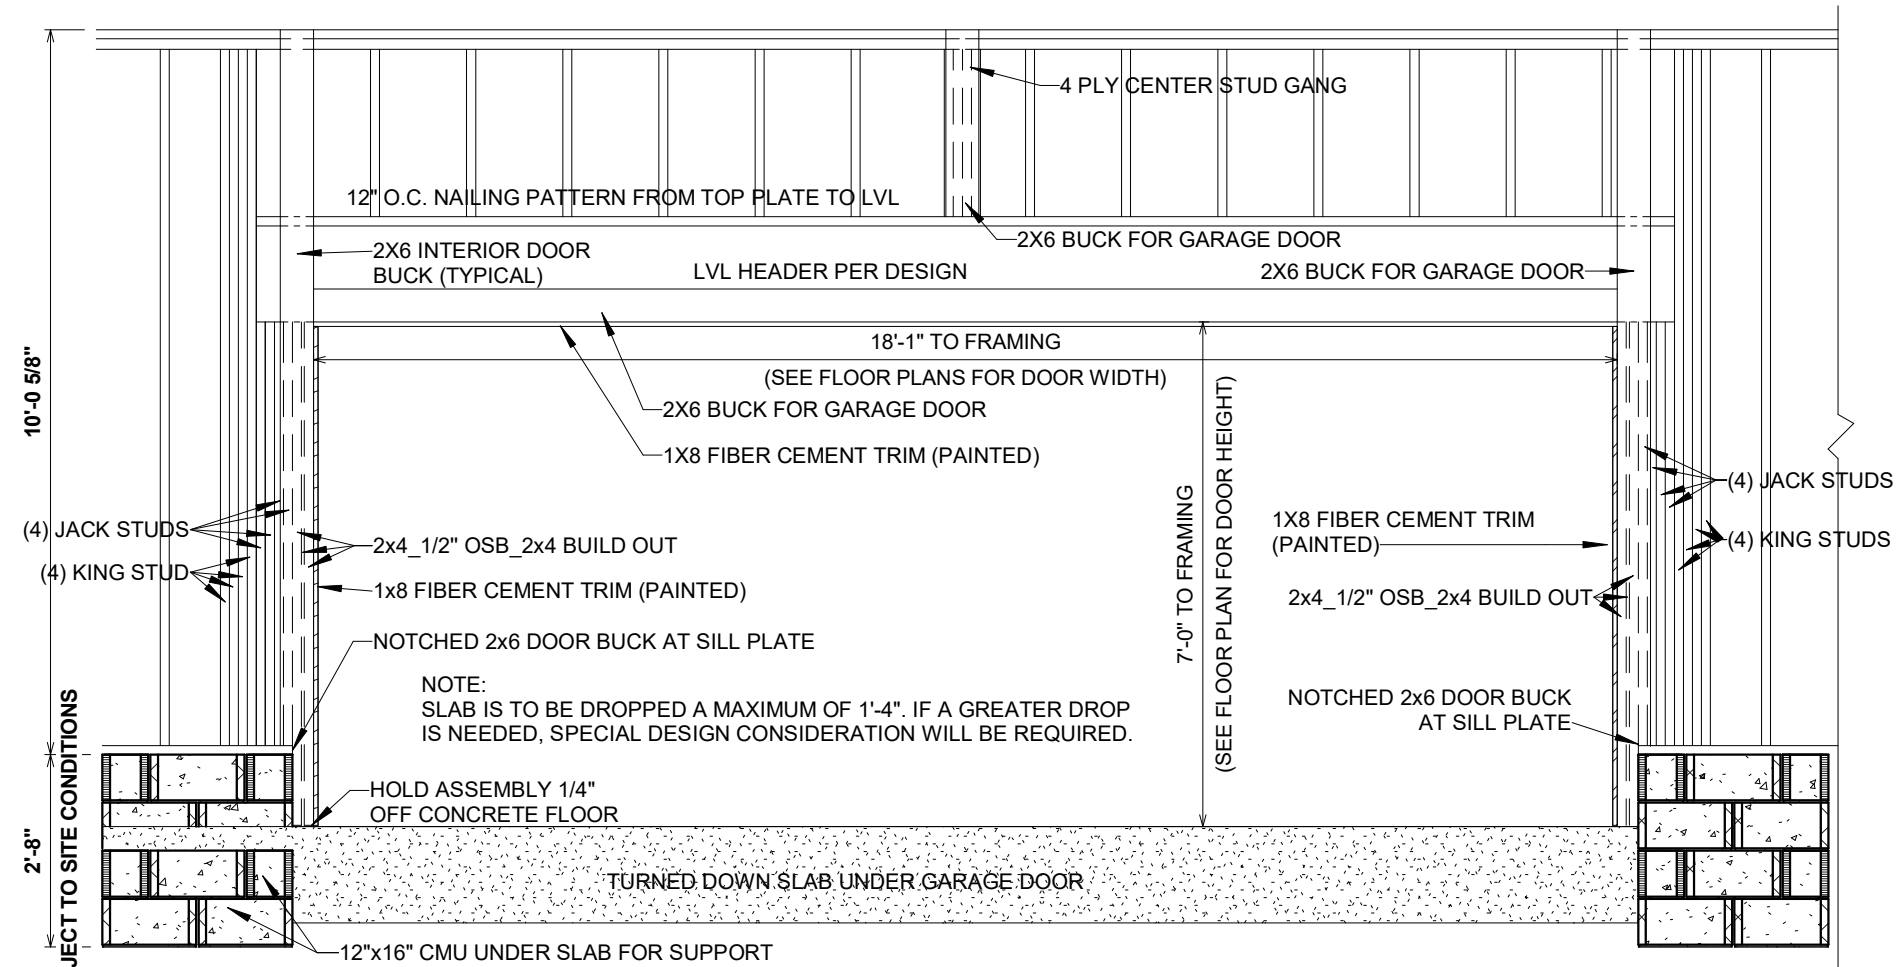 4 PLY CENTER STUD GANG
12" O.C. NAILING PATTERN FROM TOP PLATE TO LVL
2X6 BUCK FOR GARAGE DOOR
2X6 INTERIOR DOOR
BUCK (TYPICAL)
LVL HEADER PER DESIGN
2X6 BUCK FOR GARAGE DOOR
18'-1" TO FRAMING
(SEE FLOOR PLANS FOR DOOR WIDTH)
2X6 BUCK FOR GARAGE DOOR
1X8 FIBER CEMENT TRIM (PAINTED)
10'-0 5/8"
7'-0" TO FRAMING
(SEE FLOOR PLAN FOR DOOR HEIGHT)
(4) JACK STUDS
(4) KING STUDS
1X8 FIBER CEMENT TRIM
(PAINTED)
2x4_1/2" OSB_2x4 BUILD OUT
(4) JACK STUDS
(4) KING STUD
2x4_1/2" OSB_2x4 BUILD OUT
1x8 FIBER CEMENT TRIM (PAINTED)
NOTCHED 2x6 DOOR BUCK AT SILL PLATE
NOTE:
SLAB IS TO BE DROPPED A MAXIMUM OF 1'-4". IF A GREATER DROP
IS NEEDED, SPECIAL DESIGN CONSIDERATION WILL BE REQUIRED.
NOTCHED 2x6 DOOR BUCK
AT SILL PLATE
HOLD ASSEMBLY 1/4"
OFF CONCRETE FLOOR
2'-8"
JECT TO SITE CONDITIONS
TURNED DOWN SLAB UNDER GARAGE DOOR
12"x16" CMU UNDER SLAB FOR SUPPORT